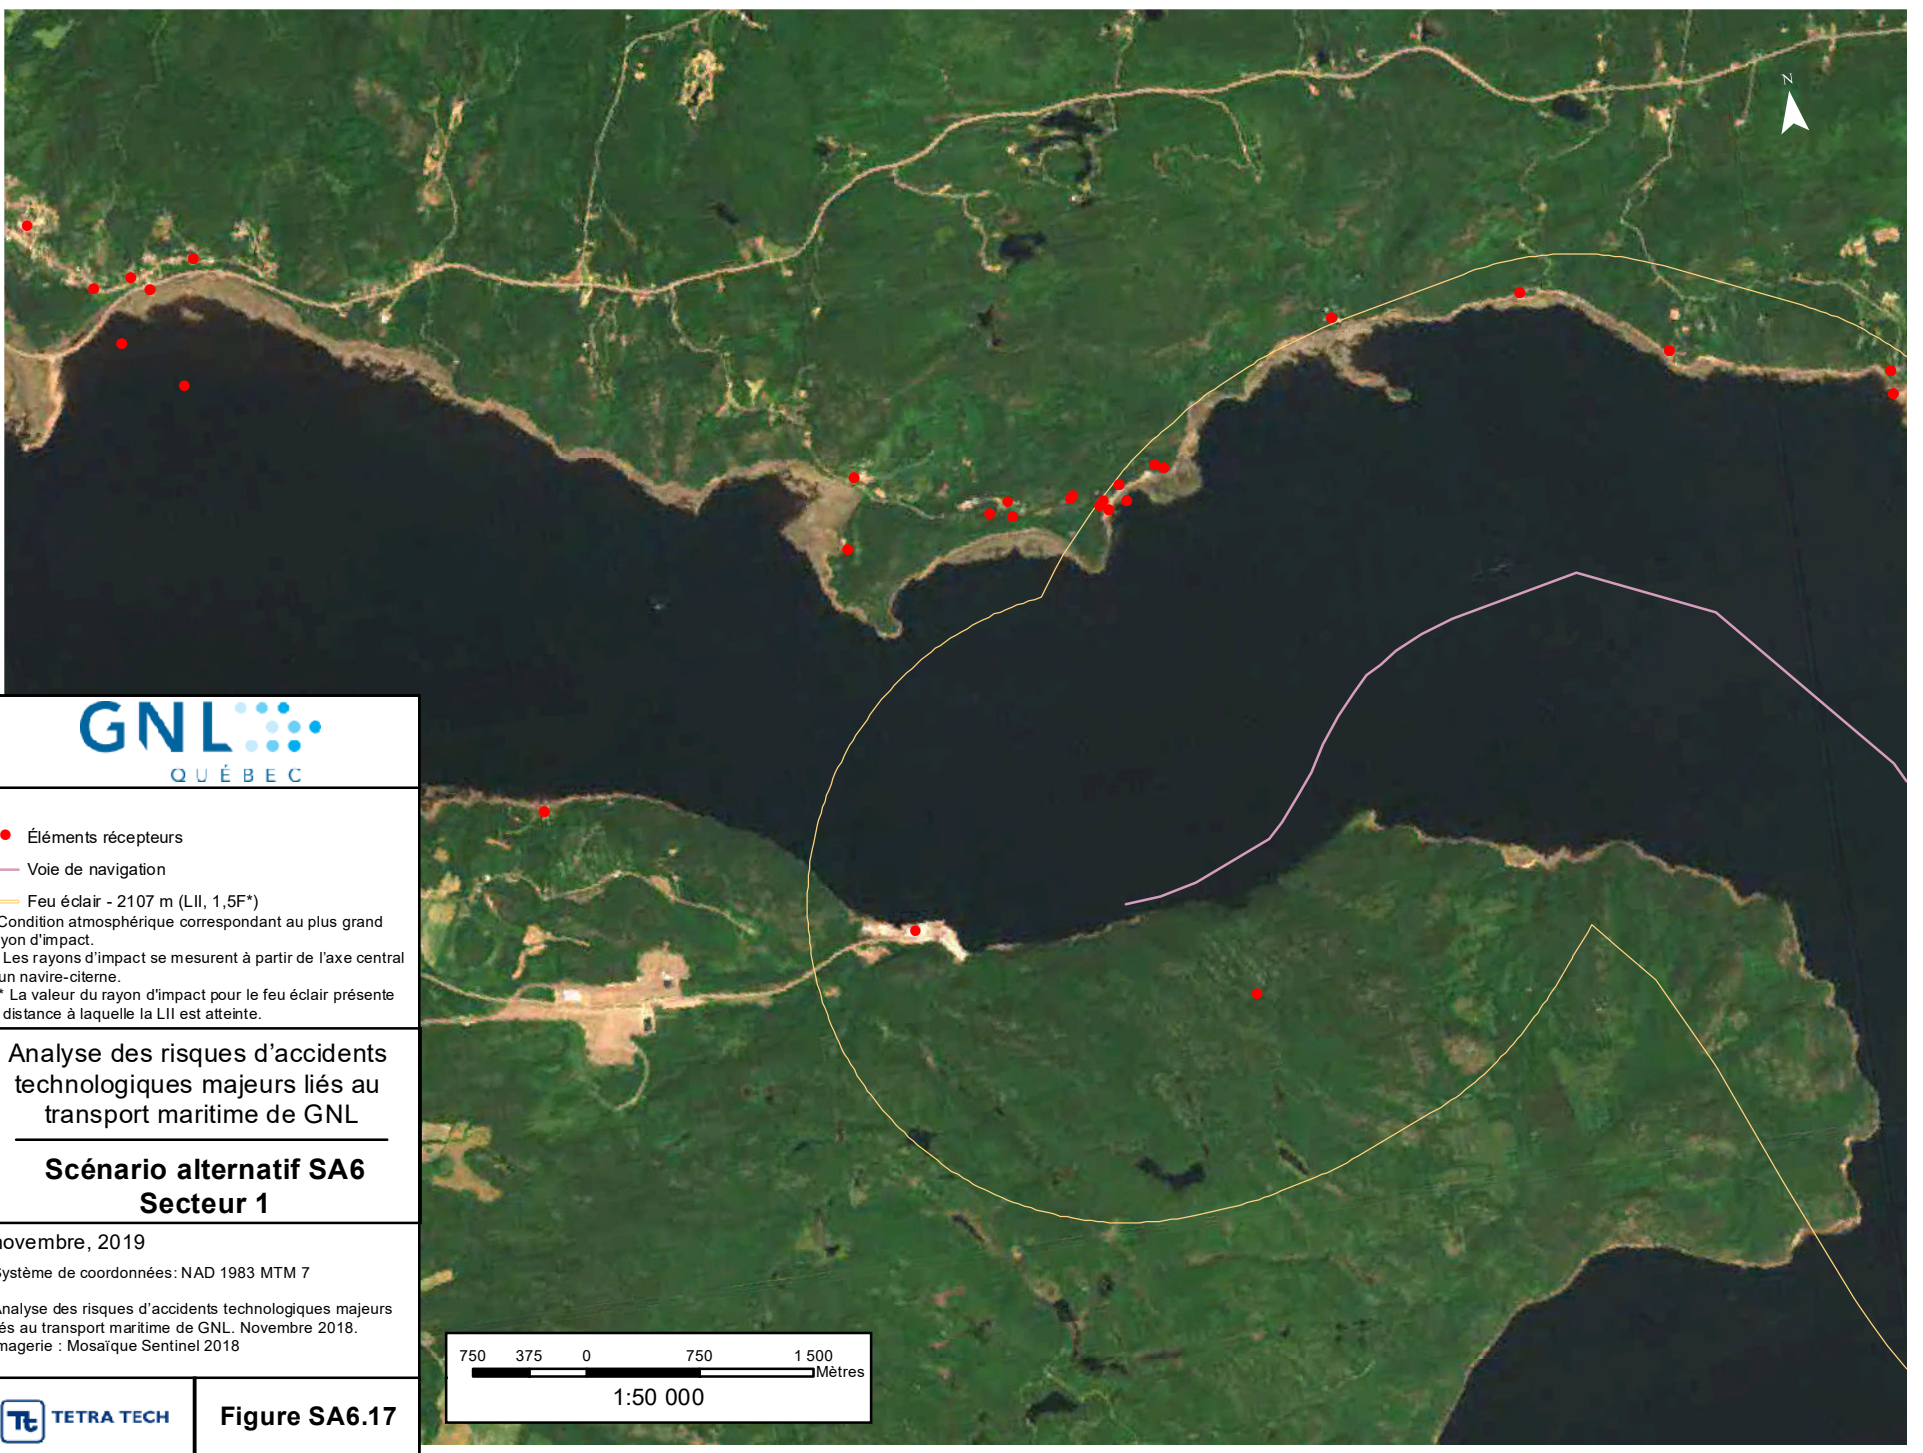 N
GNL
QUÉBEC
Éléments récepteurs
Voie de navigation
Feu éclair - 2107 m (LII, 1,5F*)
Condition atmosphérique correspondant au plus grand
yon d'impact.
Les rayons d'impact se mesurent à partir de l'axe central
un navire-citerne.
* La valeur du rayon d'impact pour le feu éclair présente
distance à laquelle la LII est atteinte.
Analyse des risques d'accidents
technologiques majeurs liés au
transport maritime de GNL
Scénario alternatif SA6
Secteur 1
novembre, 2019
Système de coordonnées: NAD 1983 MTM 7
Analyse des risques d'accidents technologiques majeurs
és au transport maritime de GNL. Novembre 2018.
magerie : Mosaïque Sentinel 2018
Tt TETRA TECH
Figure SA6.17
750 375 0 750 1 500
Mètres
1:50 000